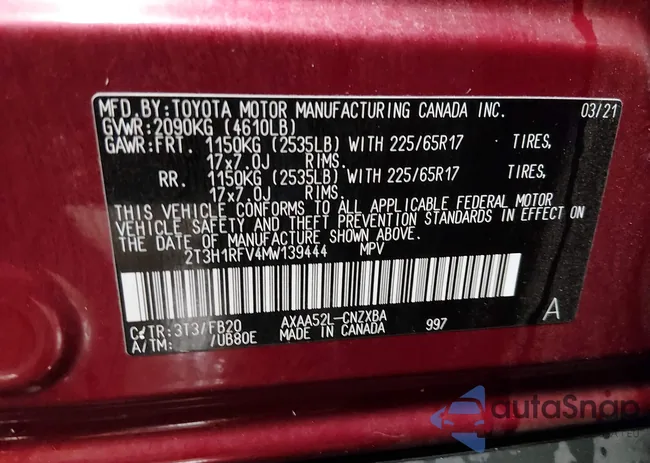 MFD. BY: TOYOTA MOTOR MANUFACTURING CANADA INC. 03/21
GVWR: 2090KG (4610LB)
GAWR: FRT. 1150KG (2535LB) WITH 225/65R17 TIRES,
17x7.0J RIMS.
RR. 1150KG (2535LB) WITH 225/65R17 TIRES,
17x7.0J RIMS.
THIS VEHICLE CONFORMS TO ALL APPLICABLE FEDERAL MOTOR
VEHICLE SAFETY AND THEFT PREVENTION STANDARDS IN EFFECT ON
THE DATE OF MANUFACTURE SHOWN ABOVE.
2T3H1RFV4MW139444 MPV
C/TR: 3T3/FB20 AXAA52L-CNZXBA A
A/TM: /UB80E MADE IN CANADA 997
autoSnap